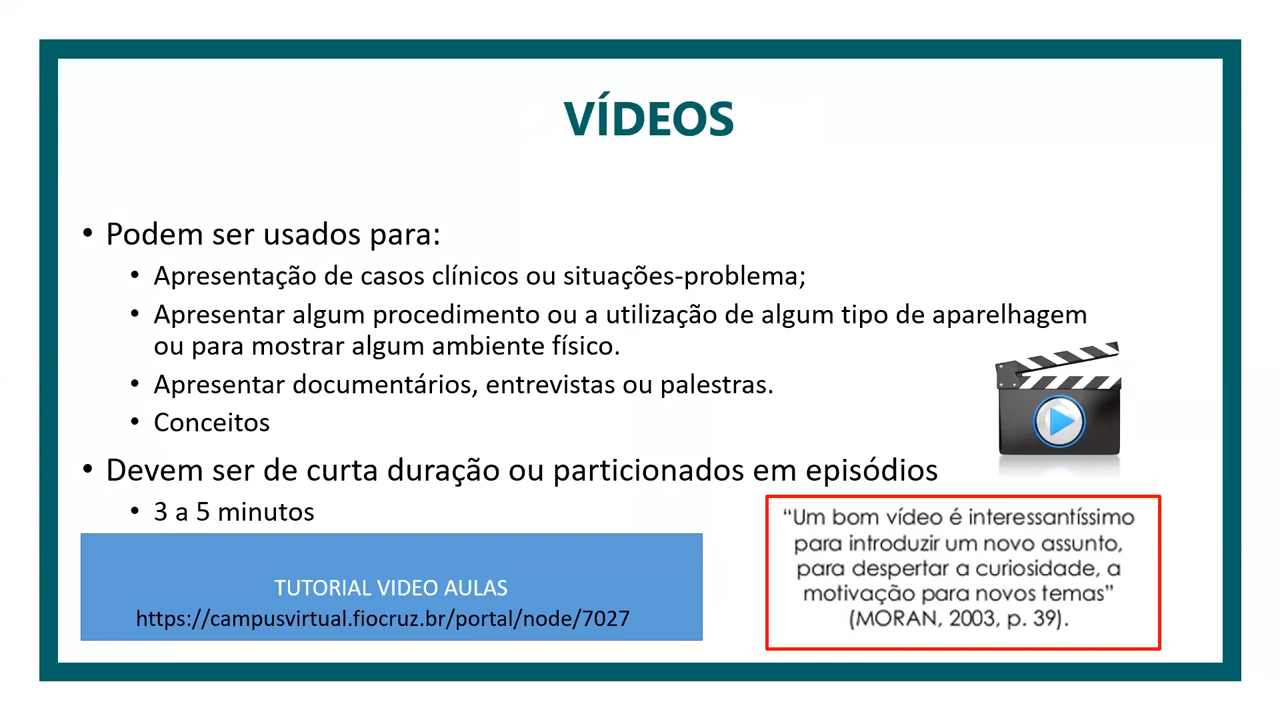 VÍDEOS
• Podem ser usados para:
• Apresentação de casos clínicos ou situações-problema;
• Apresentar algum procedimento ou a utilização de algum tipo de aparelhagem
ou para mostrar algum ambiente físico.
• Apresentar documentários, entrevistas ou palestras.
• Conceitos
• Devem ser de curta duração ou particionados em episódios
• 3 a 5 minutos
TUTORIAL VIDEO AULAS
https://campusvirtual.fiocruz.br/portal/node/7027
“Um bom vídeo é interessantíssimo
para introduzir um novo assunto,
para despertar a curiosidade, a
motivação para novos temas”
(MORAN, 2003, p. 39).